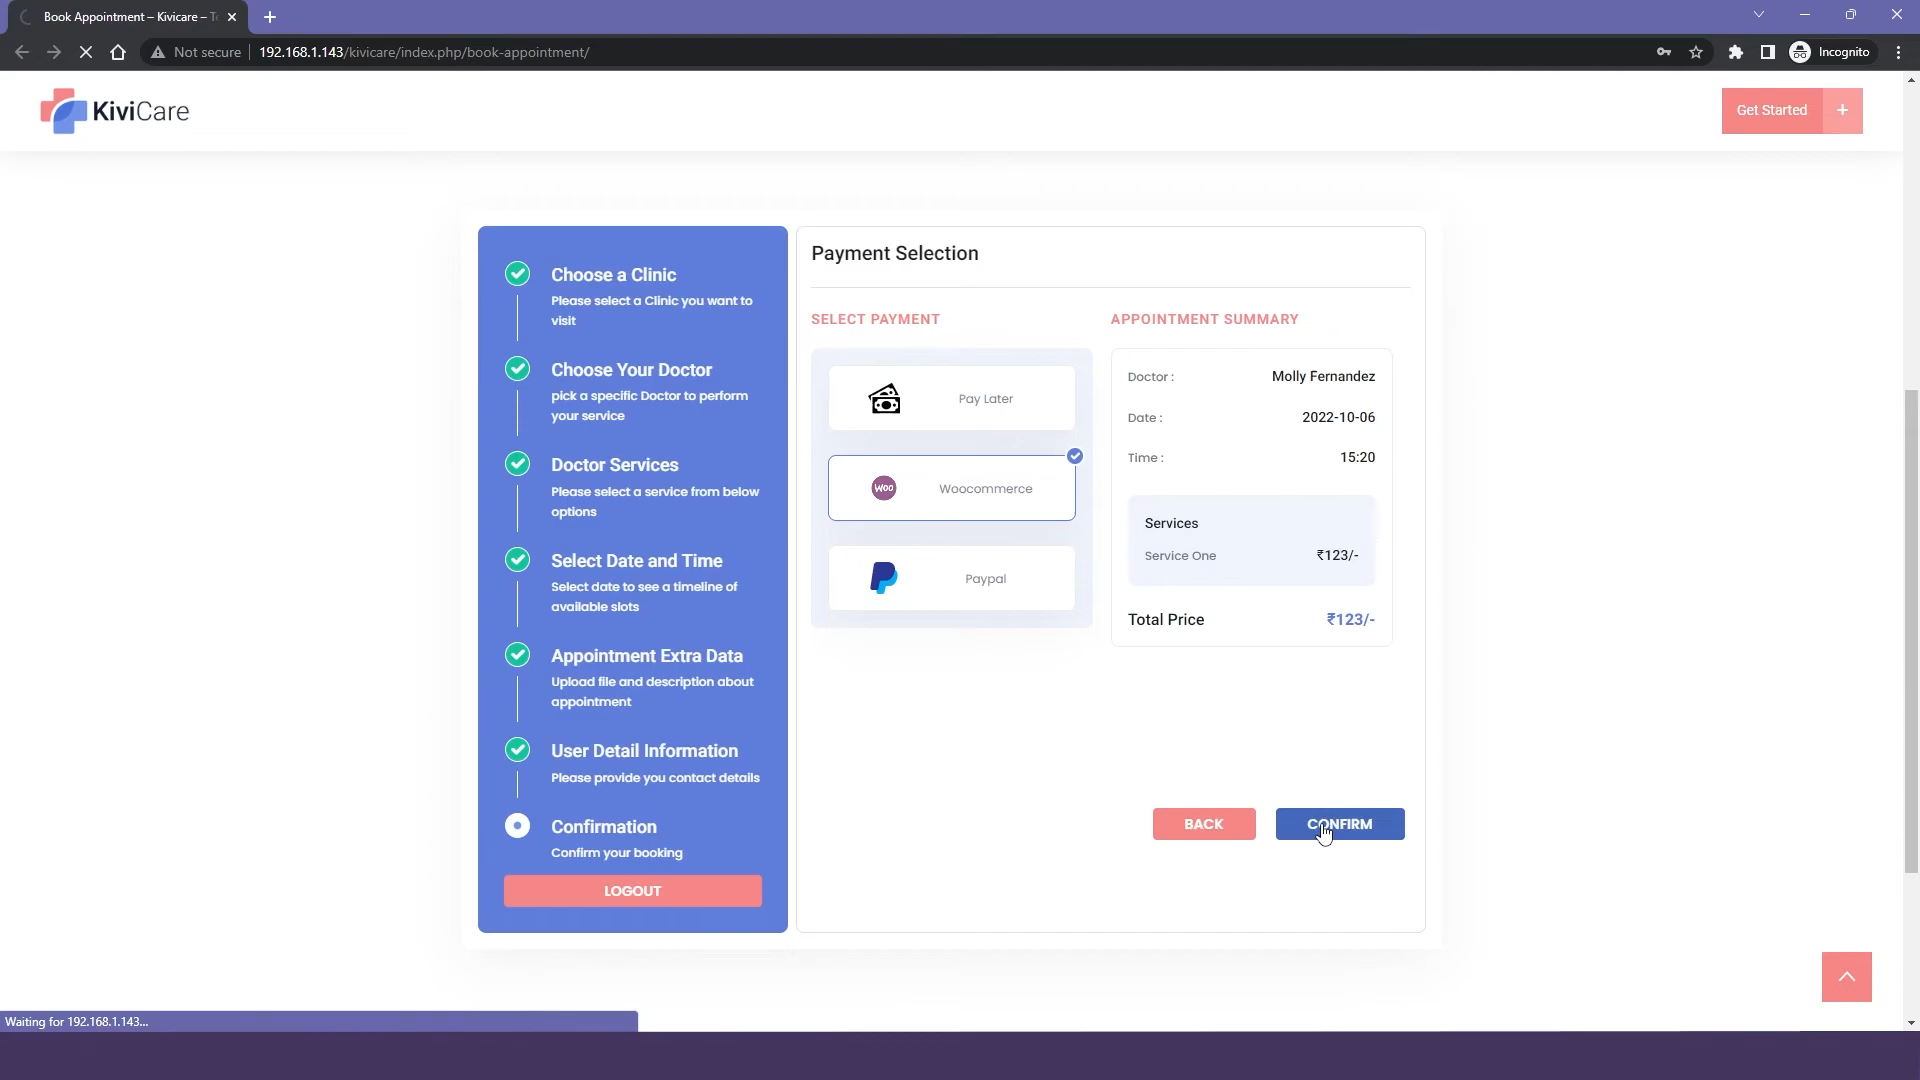 Book Appointment – Kivicare – T
Not secure
192.168.1.143/kivicare/index.php/book-appointment/
Incognito
KiviCare
Get Started
+
Choose a Clinic
Please select a Clinic you want to
visit
Choose Your Doctor
pick a specific Doctor to perform
your service
Doctor Services
Please select a service from below
options
Select Date and Time
Select date to see a timeline of
available slots
Appointment Extra Data
Upload file and description about
appointment
User Detail Information
Please provide you contact details
Confirmation
Confirm your booking
LOGOUT
Payment Selection
SELECT PAYMENT
Pay Later
Woo
Woocommerce
Paypal
APPOINTMENT SUMMARY
Doctor : Molly Fernandez
Date : 2022-10-06
Time : 15:20
Services
Service One ₹123/-
Total Price ₹123/-
BACK
CONFIRM
Waiting for 192.168.1.143...